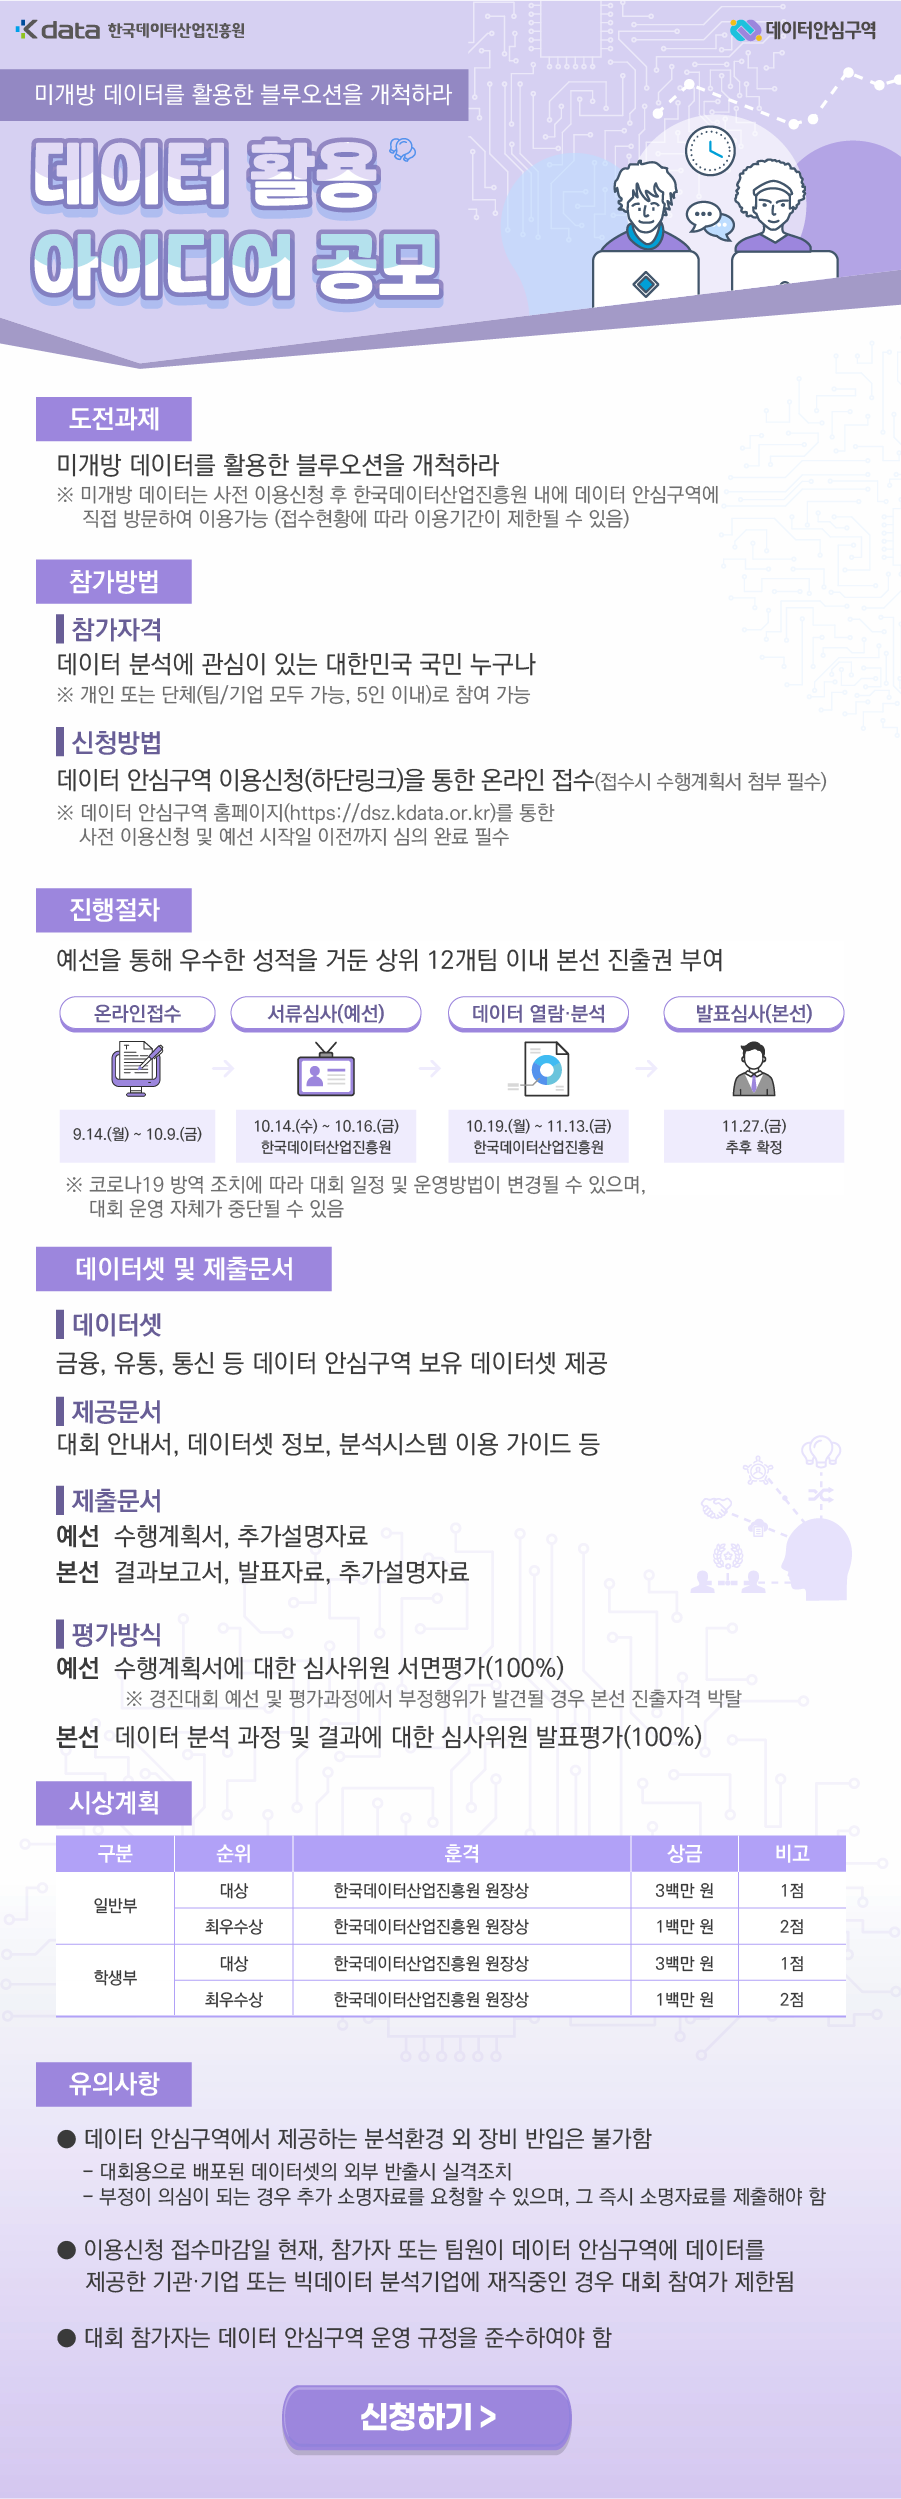 Kdata 한국데이터산업진흥원
데이터안심구역
미개방 데이터를 활용한 블루오션을 개척하라
데이터 활용
아이디어 공모
도전과제
미개방 데이터를 활용한 블루오션을 개척하라
※ 미개방 데이터는 사전 이용신청 후 한국데이터산업진흥원 내에 데이터 안심구역에
직접 방문하여 이용가능 (접수현황에 따라 이용기간이 제한될 수 있음)
참가방법
참가자격
데이터 분석에 관심이 있는 대한민국 국민 누구나
※ 개인 또는 단체(팀/기업 모두 가능, 5인 이내)로 참여 가능
신청방법
데이터 안심구역 이용신청(하단링크)을 통한 온라인 접수(접수시 수행계획서 첨부 필수)
※ 데이터 안심구역 홈페이지(https://dsz.kdata.or.kr)를 통한
사전 이용신청 및 예선 시작일 이전까지 심의 완료 필수
진행절차
예선을 통해 우수한 성적을 거둔 상위 12개팀 이내 본선 진출권 부여
온라인접수 서류심사(예선) 데이터 열람·분석 발표심사(본선)
9.14.(월) ~ 10.9.(금) 10.14.(수) ~ 10.16.(금) 10.19.(월) ~ 11.13.(금) 11.27.(금)
한국데이터산업진흥원 한국데이터산업진흥원 추후 확정
※ 코로나19 방역 조치에 따라 대회 일정 및 운영방법이 변경될 수 있으며,
대회 운영 자체가 중단될 수 있음
데이터셋 및 제출문서
데이터셋
금융, 유통, 통신 등 데이터 안심구역 보유 데이터셋 제공
제공문서
대회 안내서, 데이터셋 정보, 분석시스템 이용 가이드 등
제출문서
예선 수행계획서, 추가설명자료
본선 결과보고서, 발표자료, 추가설명자료
평가방식
예선 수행계획서에 대한 심사위원 서면평가(100%)
※ 경진대회 예선 및 평가과정에서 부정행위가 발견될 경우 본선 진출자격 박탈
본선 데이터 분석 과정 및 결과에 대한 심사위원 발표평가(100%)
시상계획
구분 순위 훈격 상금 비고
일반부 대상 한국데이터산업진흥원 원장상 3백만 원 1점
최우수상 한국데이터산업진흥원 원장상 1백만 원 2점
학생부 대상 한국데이터산업진흥원 원장상 3백만 원 1점
최우수상 한국데이터산업진흥원 원장상 1백만 원 2점
유의사항
● 데이터 안심구역에서 제공하는 분석환경 외 장비 반입은 불가함
- 대회용으로 배포된 데이터셋의 외부 반출시 실격조치
- 부정이 의심이 되는 경우 추가 소명자료를 요청할 수 있으며, 그 즉시 소명자료를 제출해야 함
● 이용신청 접수마감일 현재, 참가자 또는 팀원이 데이터 안심구역에 데이터를
제공한 기관·기업 또는 빅데이터 분석기업에 재직중인 경우 대회 참여가 제한됨
● 대회 참가자는 데이터 안심구역 운영 규정을 준수하여야 함
신청하기 >